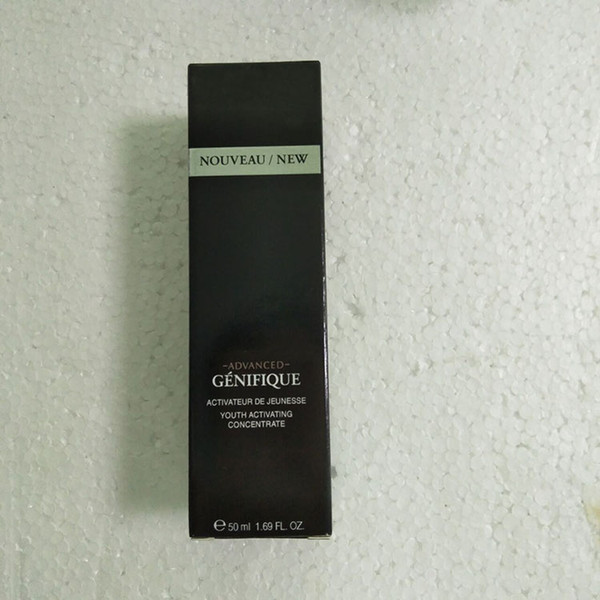 NOUVEAU / NEW
-ADVANCED-
GÉNIFIQUE
ACTIVATEUR DE JEUNESSE
YOUTH ACTIVATING
CONCENTRATE
℮ 50 ml 1.69 FL. OZ.